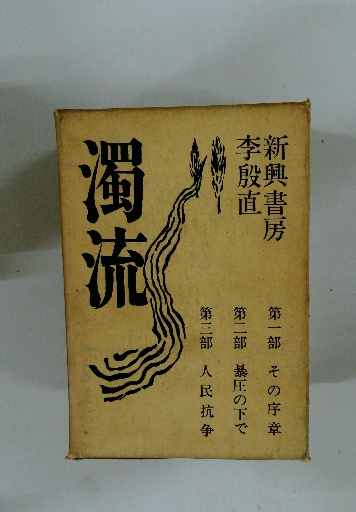 新興書房
李殷直
濁流
第一部 その序章
第二部 暴圧の下で
第三部 人民抗争